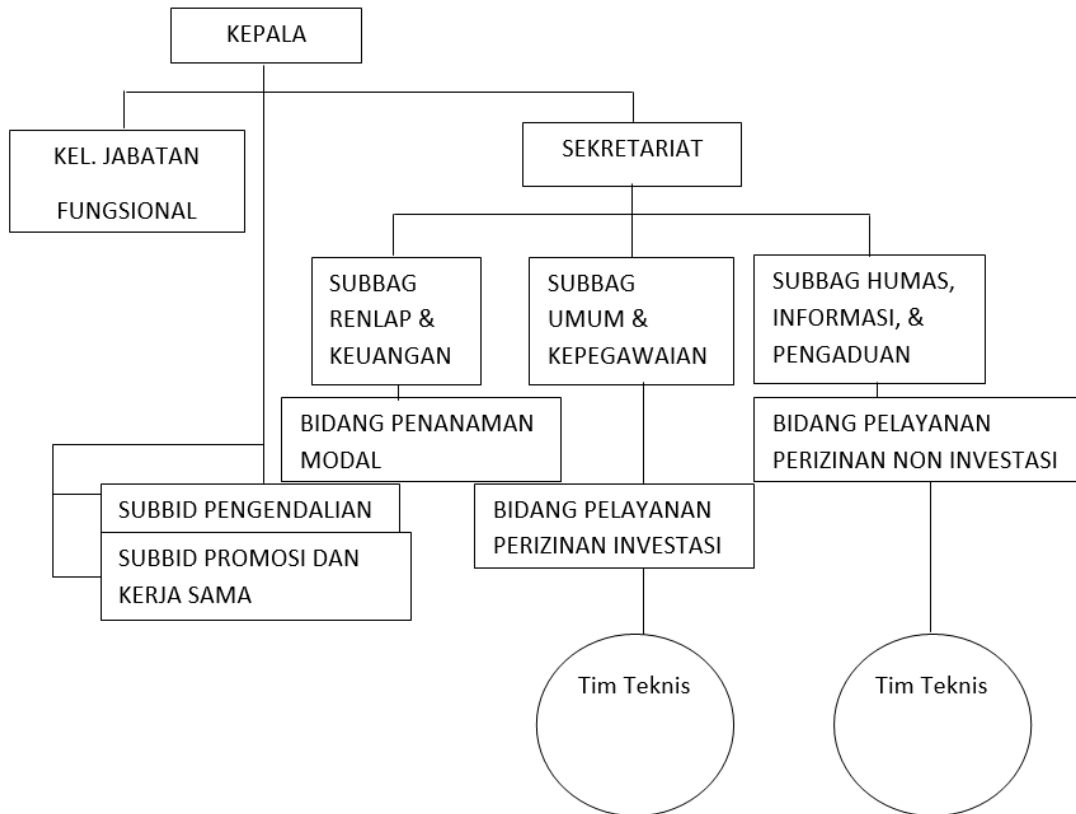 KEPALA
KEL. JABATAN
FUNGSIONAL
SEKRETARIAT
SUBBAG
RENLAP &
KEUANGAN
SUBBAG
UMUM &
KEPEGAWAIAN
SUBBAG HUMAS,
INFORMASI, &
PENGADUAN
BIDANG PENANAMAN
MODAL
BIDANG PELAYANAN
PERIZINAN NON INVESTASI
SUBBID PENGENDALIAN
SUBBID PROMOSI DAN
KERJA SAMA
BIDANG PELAYANAN
PERIZINAN INVESTASI
Tim Teknis
Tim Teknis